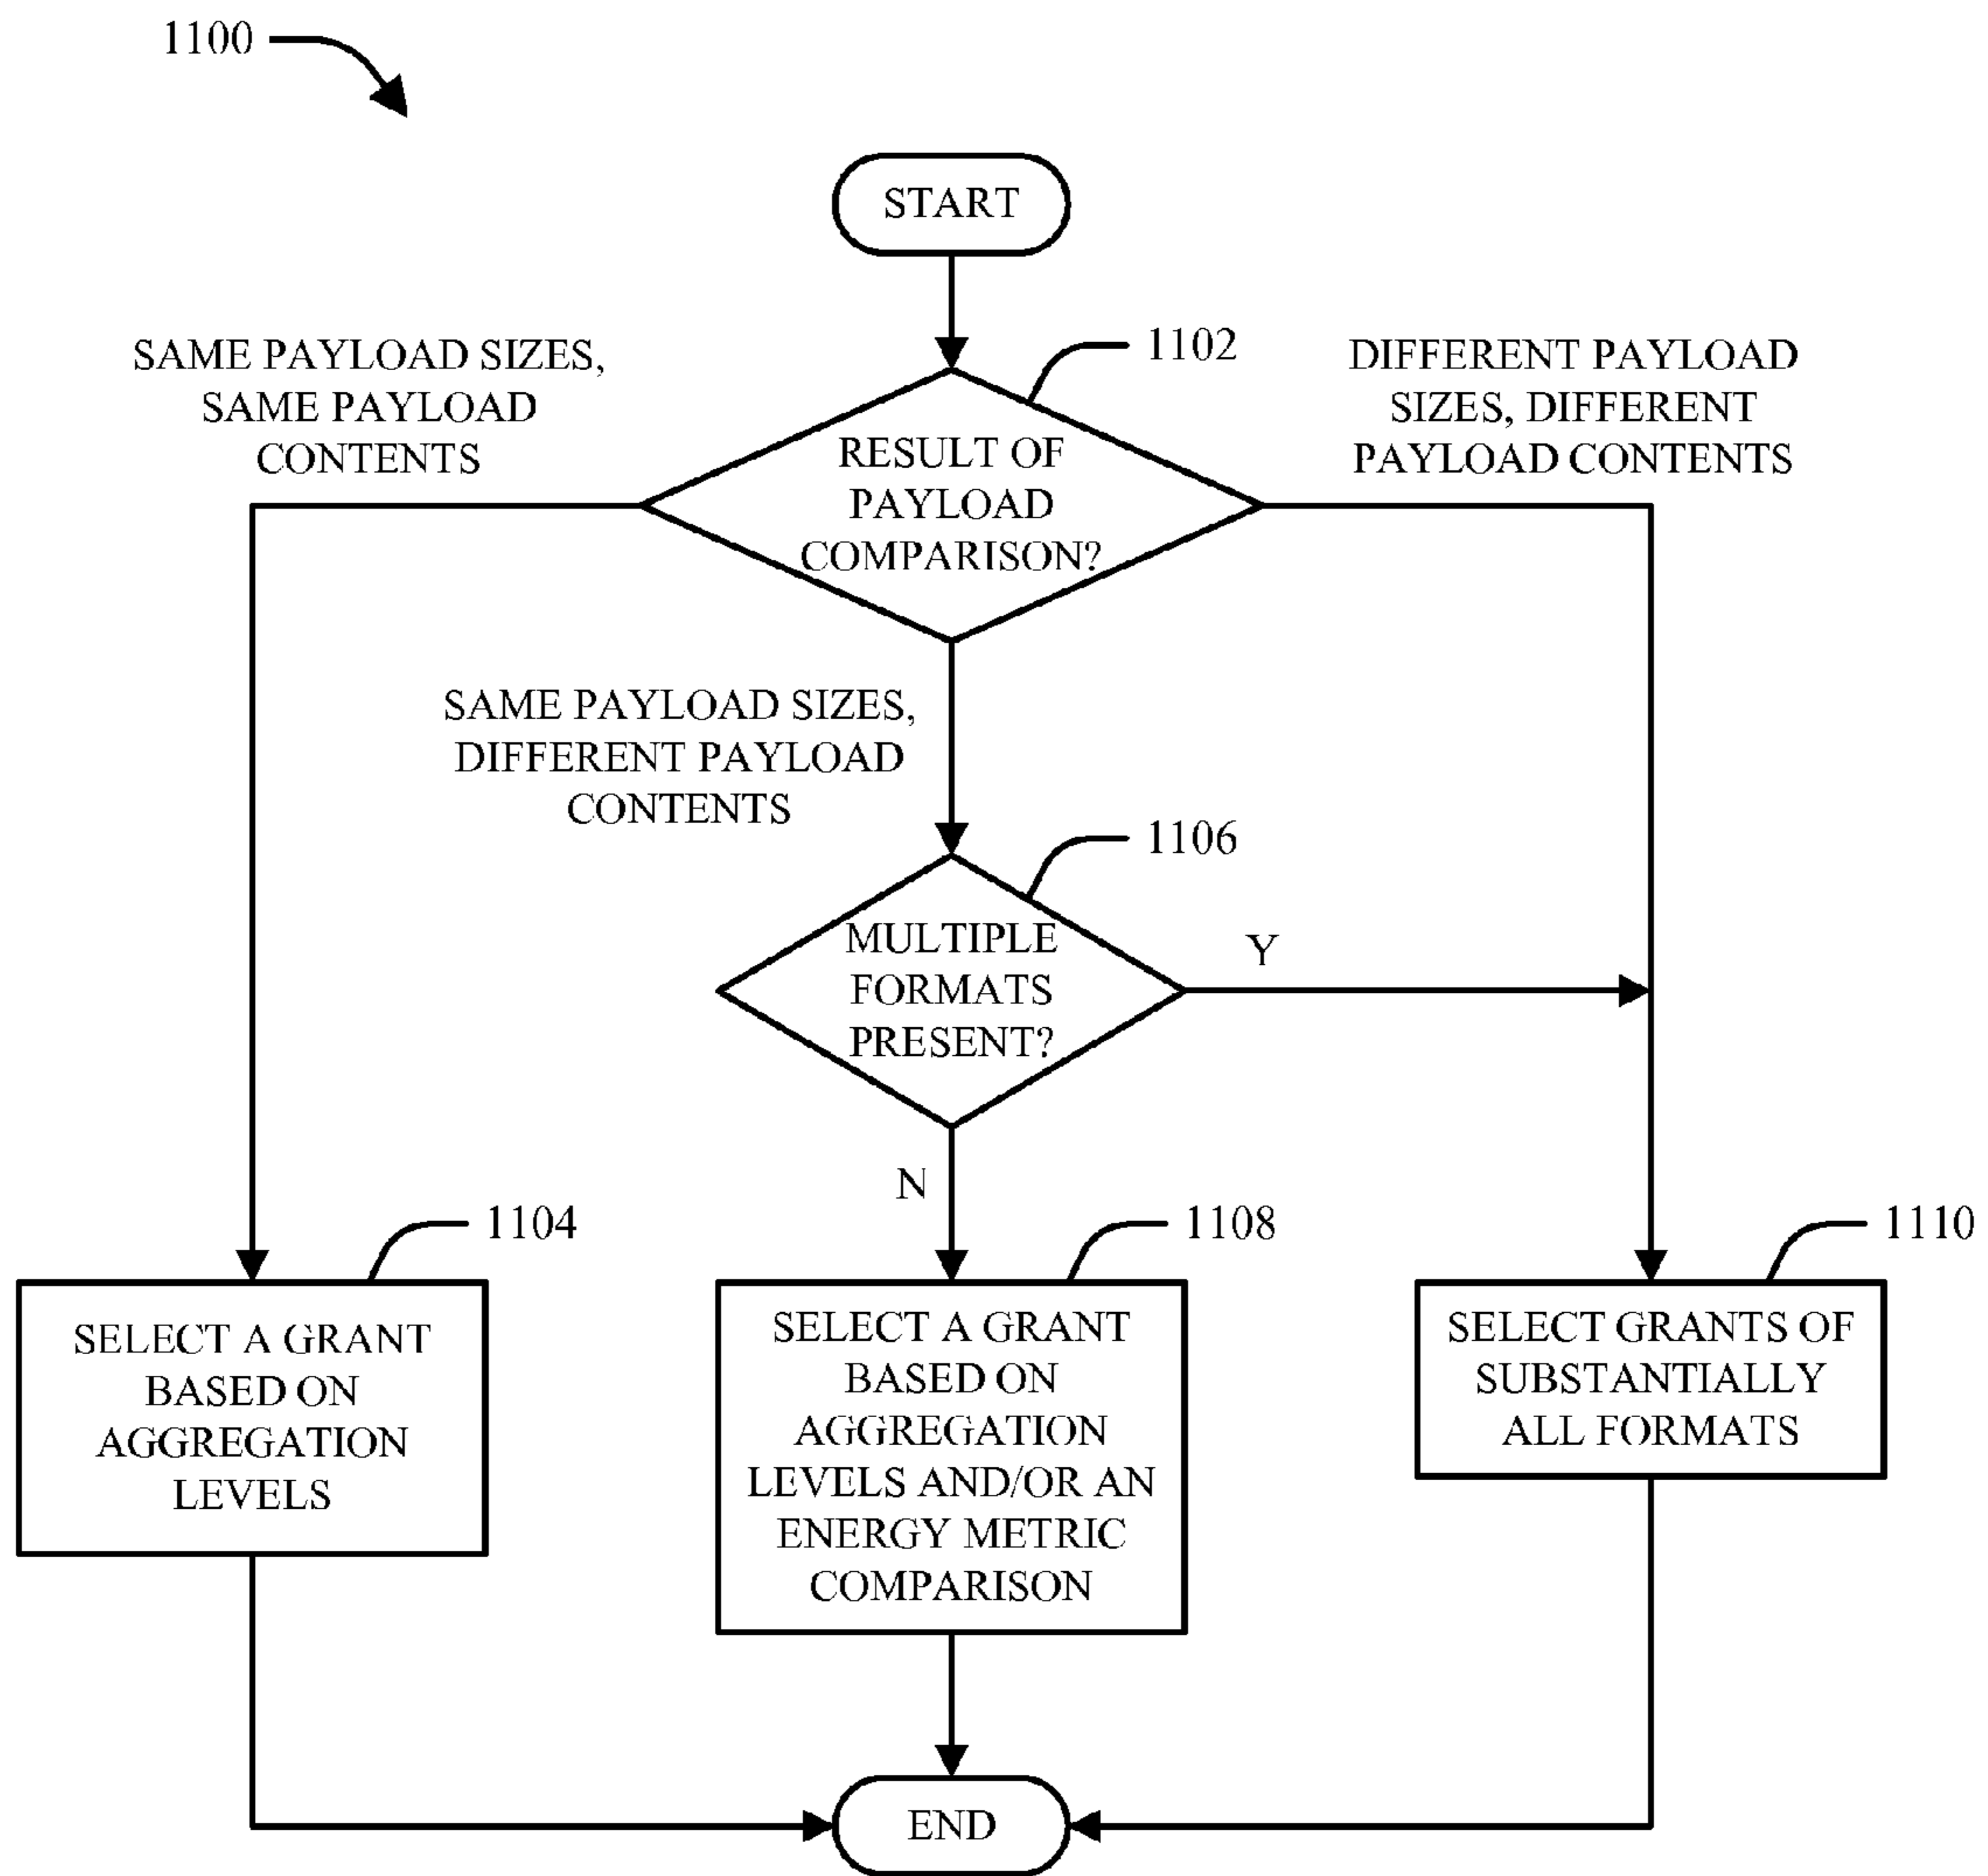 1100
START
SAME PAYLOAD SIZES,
SAME PAYLOAD
CONTENTS
1102
DIFFERENT PAYLOAD
SIZES, DIFFERENT
PAYLOAD CONTENTS
RESULT OF
PAYLOAD
COMPARISON?
SAME PAYLOAD SIZES,
DIFFERENT PAYLOAD
CONTENTS
1106
MULTIPLE
FORMATS
PRESENT?
Y
N
1104
SELECT A GRANT
BASED ON
AGGREGATION
LEVELS
1108
SELECT A GRANT
BASED ON
AGGREGATION
LEVELS AND/OR AN
ENERGY METRIC
COMPARISON
1110
SELECT GRANTS OF
SUBSTANTIALLY
ALL FORMATS
END